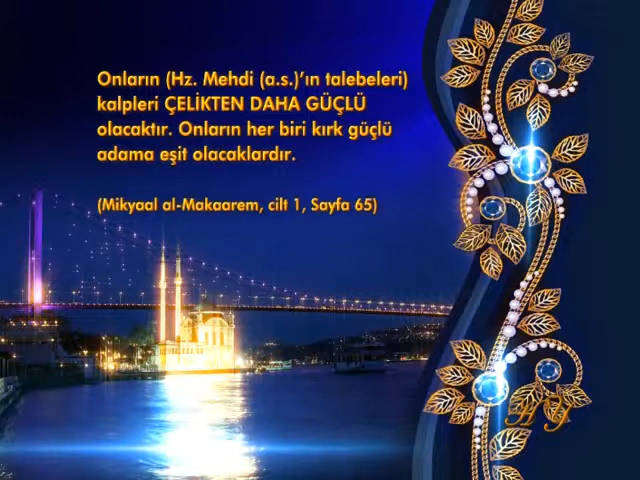 Onların (Hz. Mehdi (a.s.)'ın talebeleri)
kalpleri ÇELİKTEN DAHA GÜÇLÜ
olacaktır. Onların her biri kırk güçlü
adama eşit olacaklardır.
(Mikyaal al-Makaarem, cilt 1, Sayfa 65)
HY